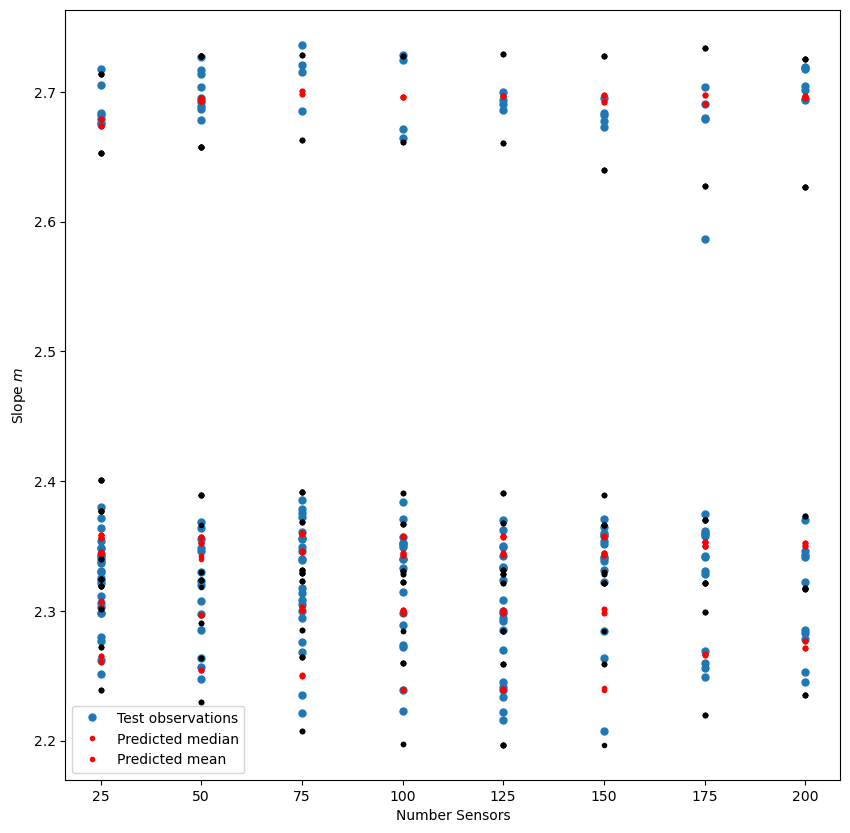 2.7
2.6
2.5
2.4
2.3
2.2
Slope m
Test observations
Predicted median
Predicted mean
25 50 75 100 125 150 175 200
Number Sensors